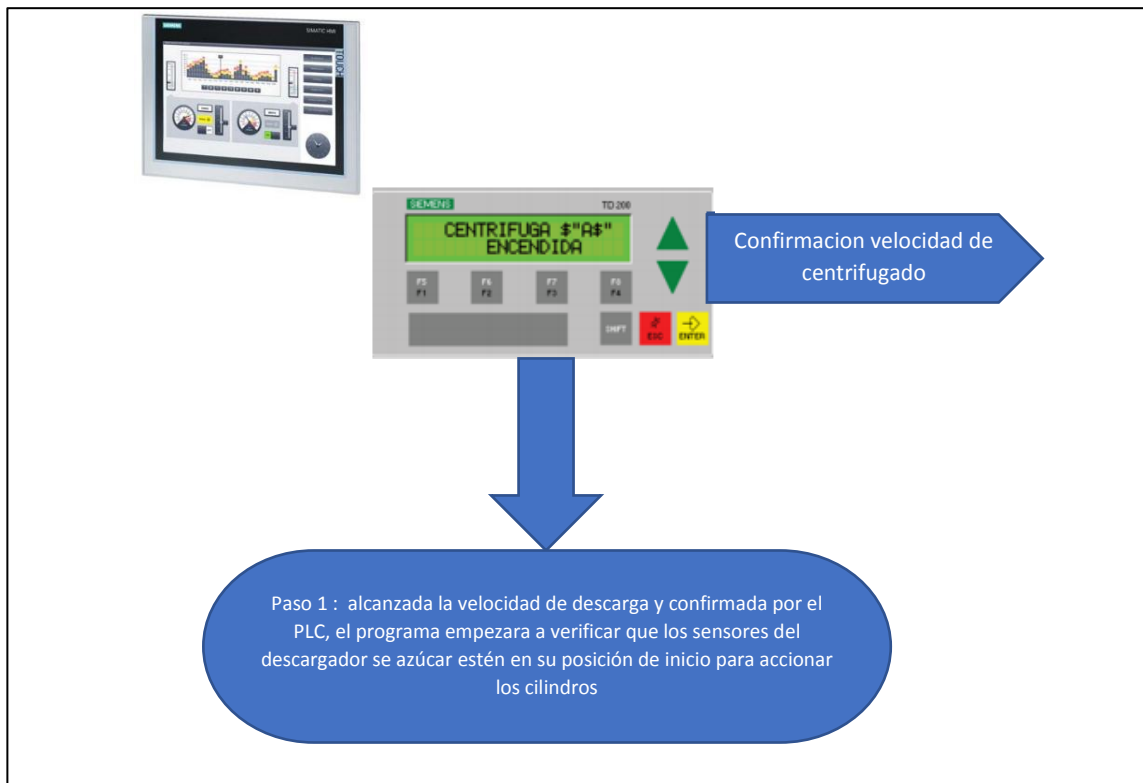 SIEMENS
SIMATIC HMI
TOUCH
SIEMENS
TD 200
CENTRIFUGA $"A$"
ENCENDIDA
F5 F6 F7 F8
F1 F2 F3 F4
SHIFT ESC ENTER
Confirmacion velocidad de
centrifugado
Paso 1 : alcanzada la velocidad de descarga y confirmada por el
PLC, el programa empezara a verificar que los sensores del
descargador se azúcar estén en su posición de inicio para accionar
los cilindros